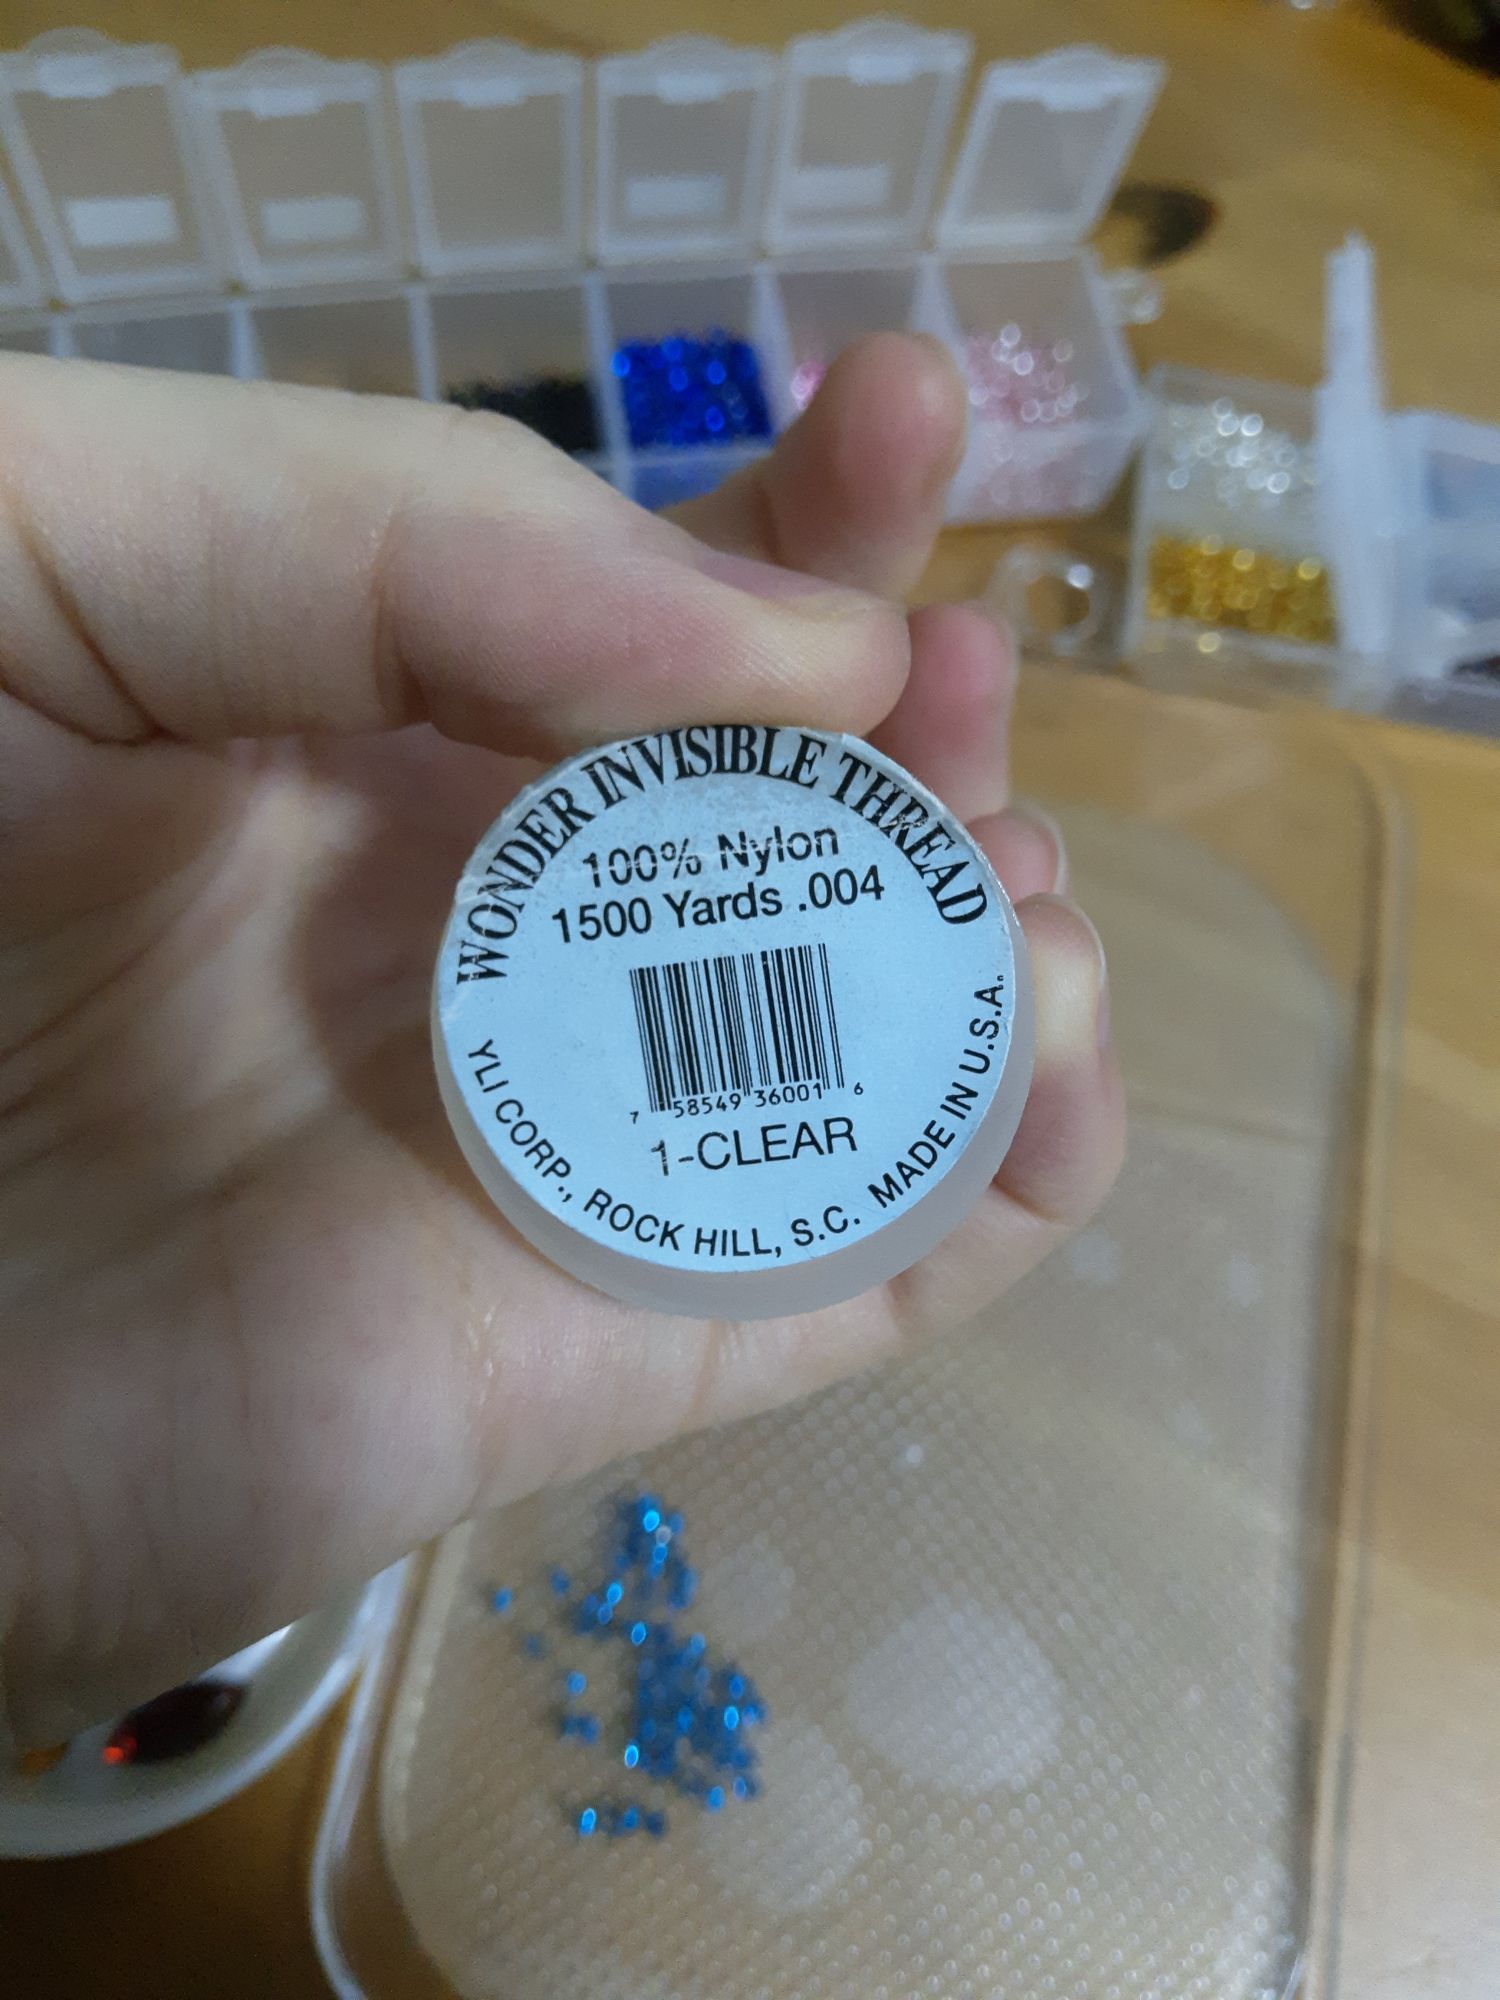 WONDER INVISIBLE THREAD
100% Nylon
1500 Yards .004
7 58549 36001 6
1-CLEAR
YLI CORP., ROCK HILL, S.C. MADE IN U.S.A.